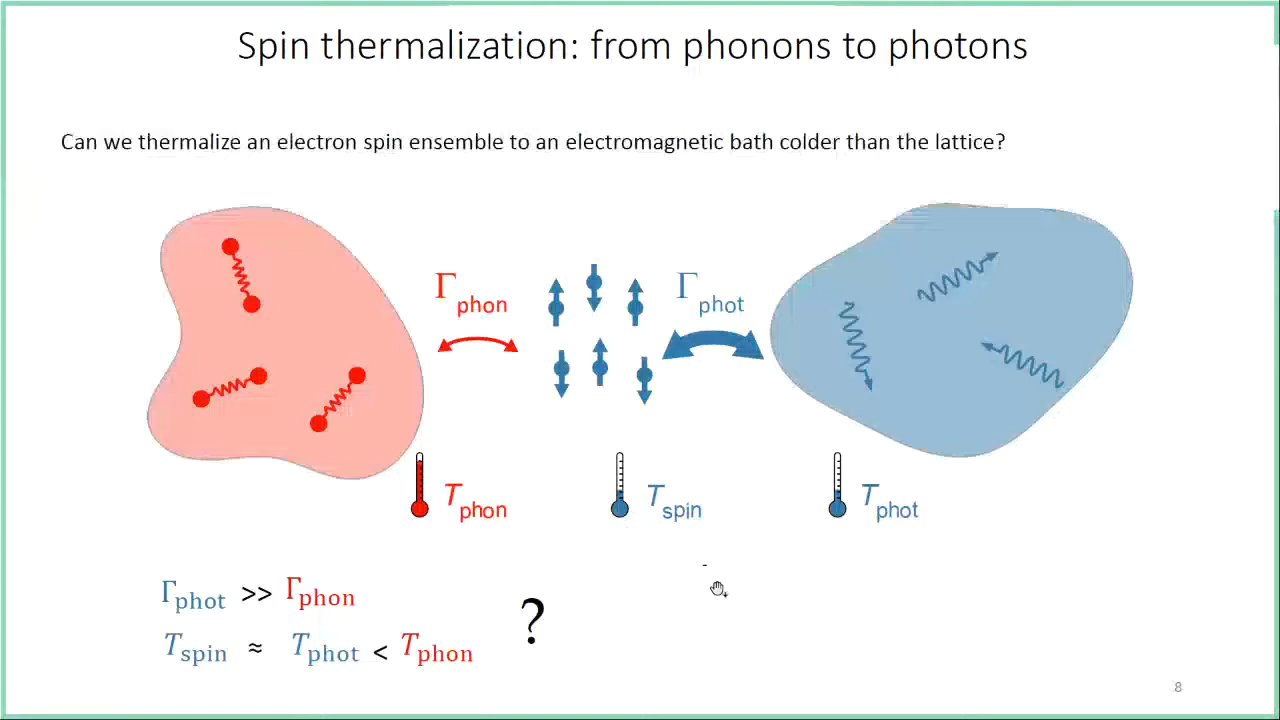 Spin thermalization: from phonons to photons
Can we thermalize an electron spin ensemble to an electromagnetic bath colder than the lattice?
Γphon
Γphot
Tphon
Tspin
Tphot
Γphot >> Γphon
Tspin ≈ Tphot < Tphon
?
8